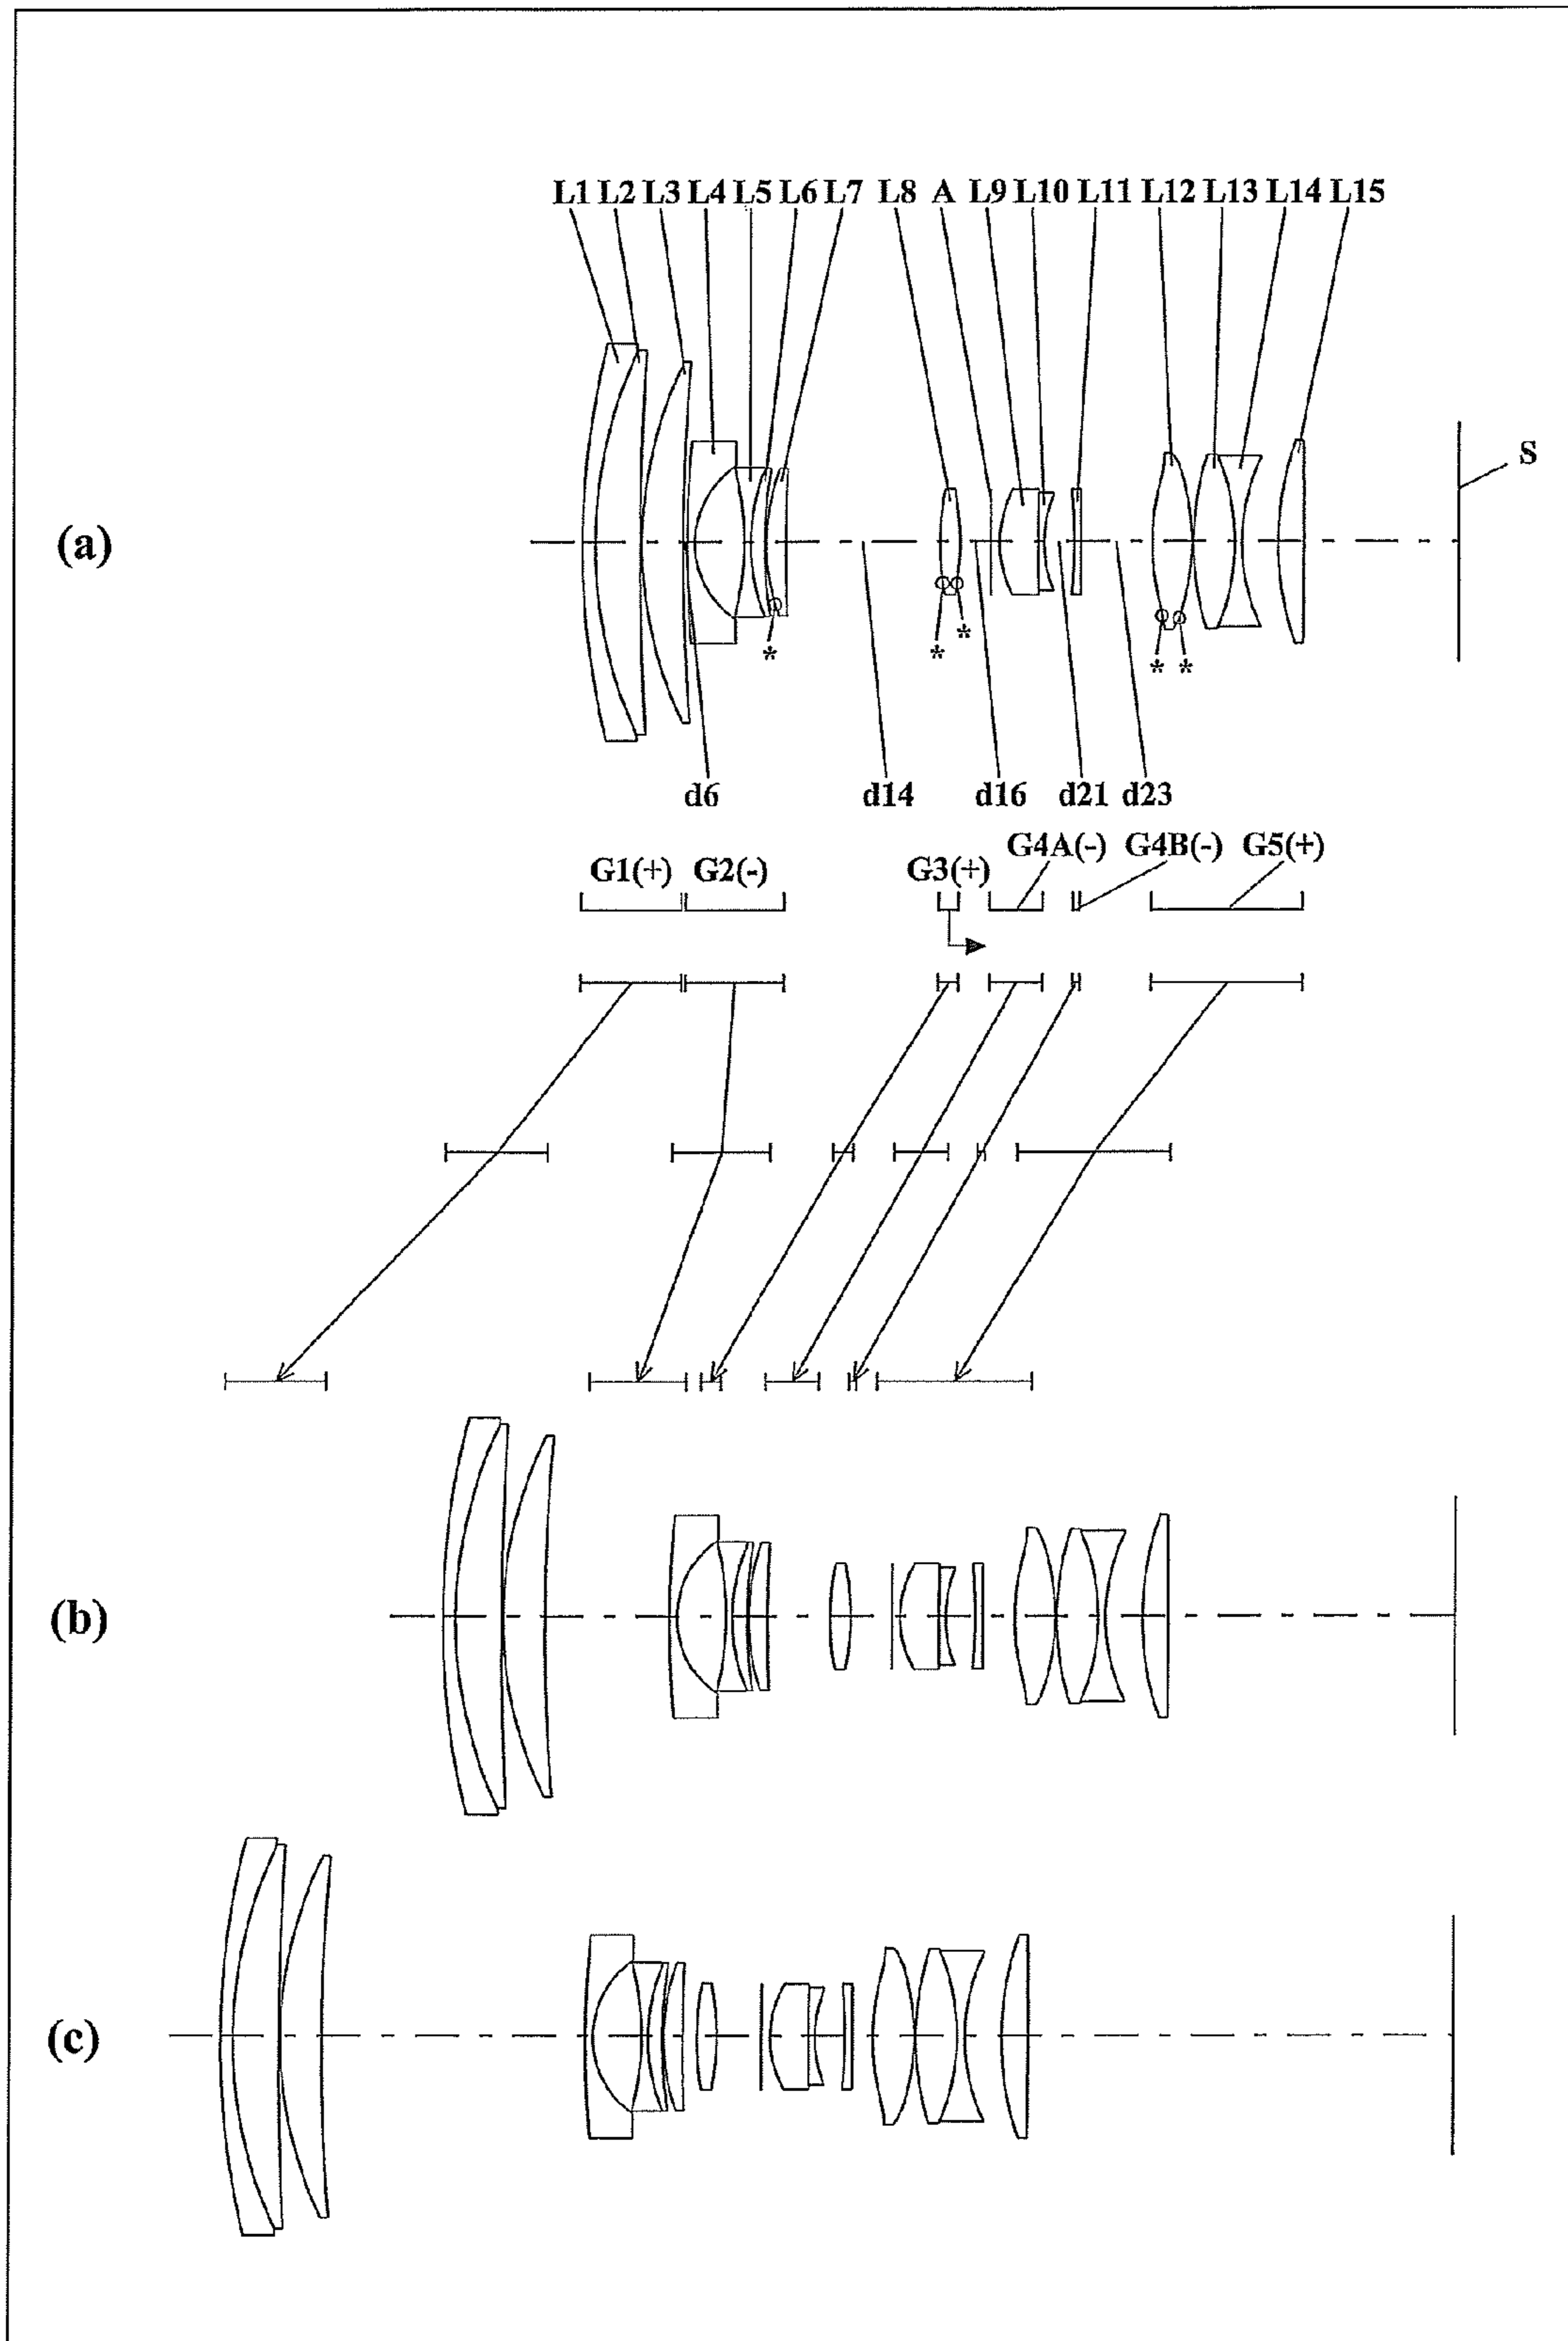 L1 L2 L3 L4 L5 L6 L7 L8 A L9 L10 L11 L12 L13 L14 L15
S
(a)
* * * * *
d6 d14 d16 d21 d23
G1(+) G2(-) G3(+) G4A(-) G4B(-) G5(+)
(b)
(c)